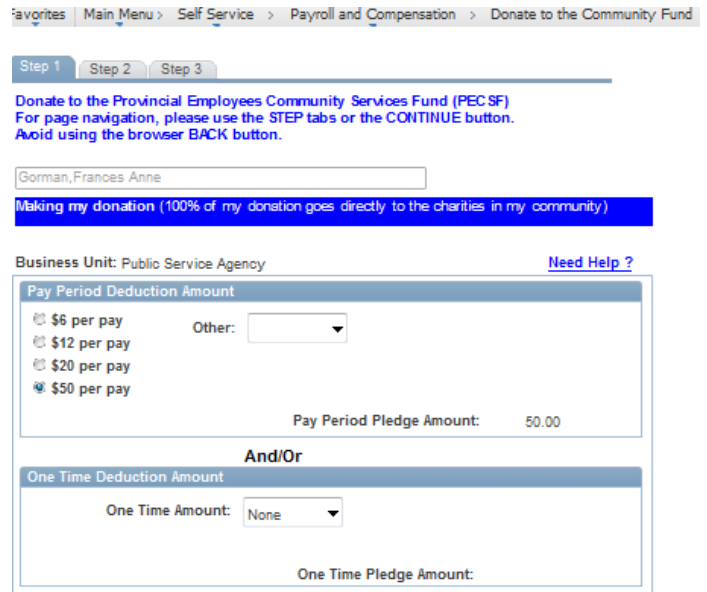 Favorites Main Menu > Self Service > Payroll and Compensation > Donate to the Community Fund
Step 1 Step 2 Step 3
Donate to the Provincial Employees Community Services Fund (PECSF)
For page navigation, please use the STEP tabs or the CONTINUE button.
Avoid using the browser BACK button.
Gorman,Frances Anne
Making my donation (100% of my donation goes directly to the charities in my community)
Business Unit: Public Service Agency Need Help ?
Pay Period Deduction Amount
$6 per pay Other:
$12 per pay
$20 per pay
$50 per pay
Pay Period Pledge Amount: 50.00
And/Or
One Time Deduction Amount
One Time Amount: None
One Time Pledge Amount: